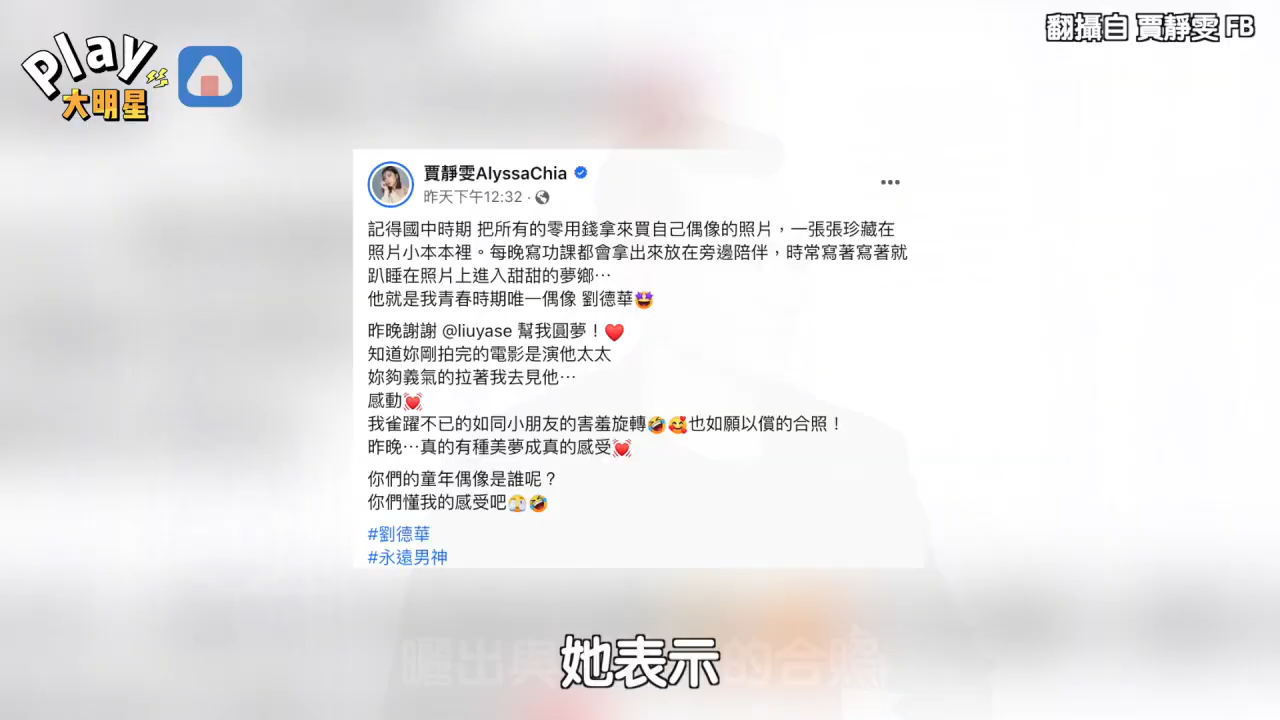 Play
大明星
翻攝自 賈靜雯 FB
賈靜雯AlyssaChia
昨天下午12:32 ·
記得國中時期 把所有的零用錢拿來買自己偶像的照片，一張張珍藏在
照片小本本裡。每晚寫功課都會拿出來放在旁邊陪伴，時常寫著寫著就
趴睡在照片上進入甜甜的夢鄉⋯
他就是我青春時期唯一偶像 劉德華🤩
昨晚謝謝 @liuyase 幫我圓夢！❤️
知道妳剛拍完的電影是演他太太
妳夠義氣的拉著我去見他⋯
感動💓
我雀躍不已的如同小朋友的害羞旋轉🤣🥰也如願以償的合照！
昨晚⋯真的有種美夢成真的感受💓
你們的童年偶像是誰呢？
你們懂我的感受吧🫣🤣
#劉德華
#永遠男神
她表示